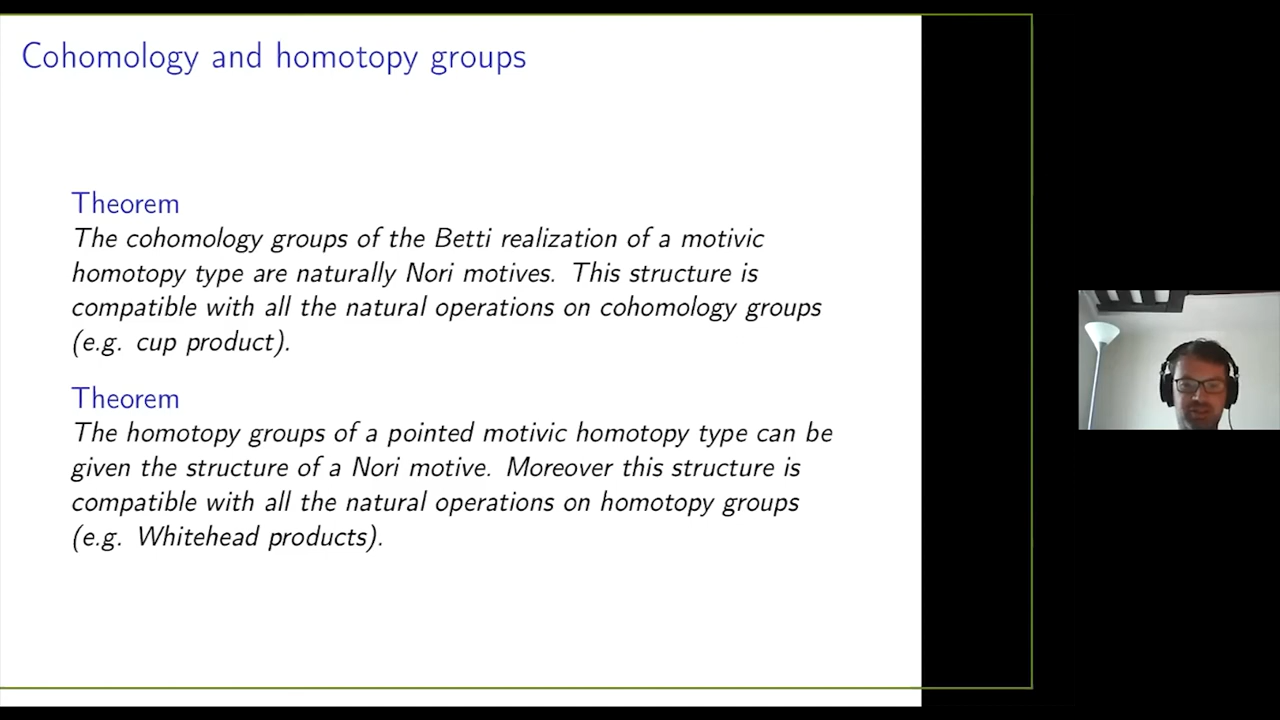 Cohomology and homotopy groups
Theorem
The cohomology groups of the Betti realization of a motivic
homotopy type are naturally Nori motives. This structure is
compatible with all the natural operations on cohomology groups
(e.g. cup product).
Theorem
The homotopy groups of a pointed motivic homotopy type can be
given the structure of a Nori motive. Moreover this structure is
compatible with all the natural operations on homotopy groups
(e.g. Whitehead products).